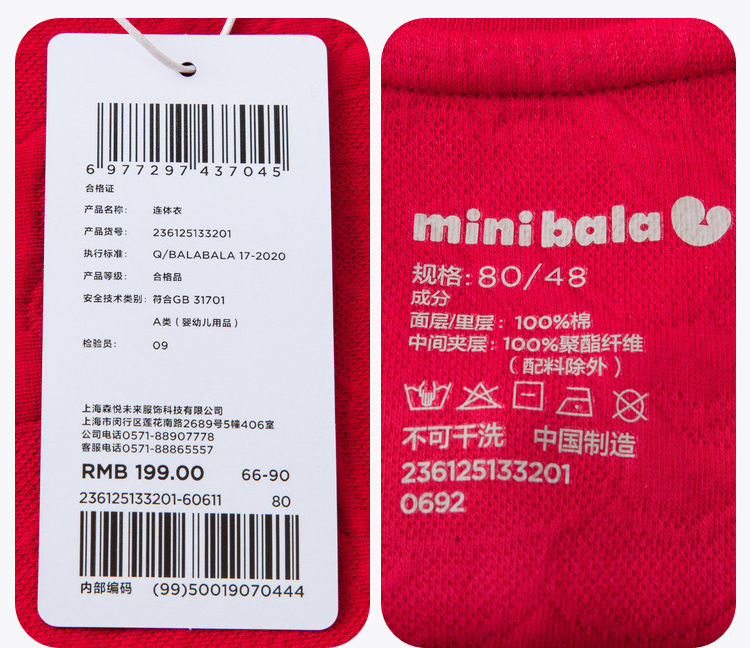 6 977297 437045
合格证
产品名称: 连体衣
产品货号: 236125133201
执行标准: Q/BALABALA 17-2020
产品等级: 合格品
安全技术类别: 符合GB 31701
A类 (婴幼儿用品)
检验员: 09
上海森悦未来服饰科技有限公司
上海市闵行区莲花南路2689号5幢406室
公司电话0571-88907778
客服电话0571-88865557
RMB 199.00 66-90
236125133201-60611 80
内部编码 (99)50019070444
minibala
规格: 80/48
成分
面层/里层: 100%棉
中间夹层: 100%聚酯纤维
(配料除外)
不可干洗 中国制造
236125133201
0692